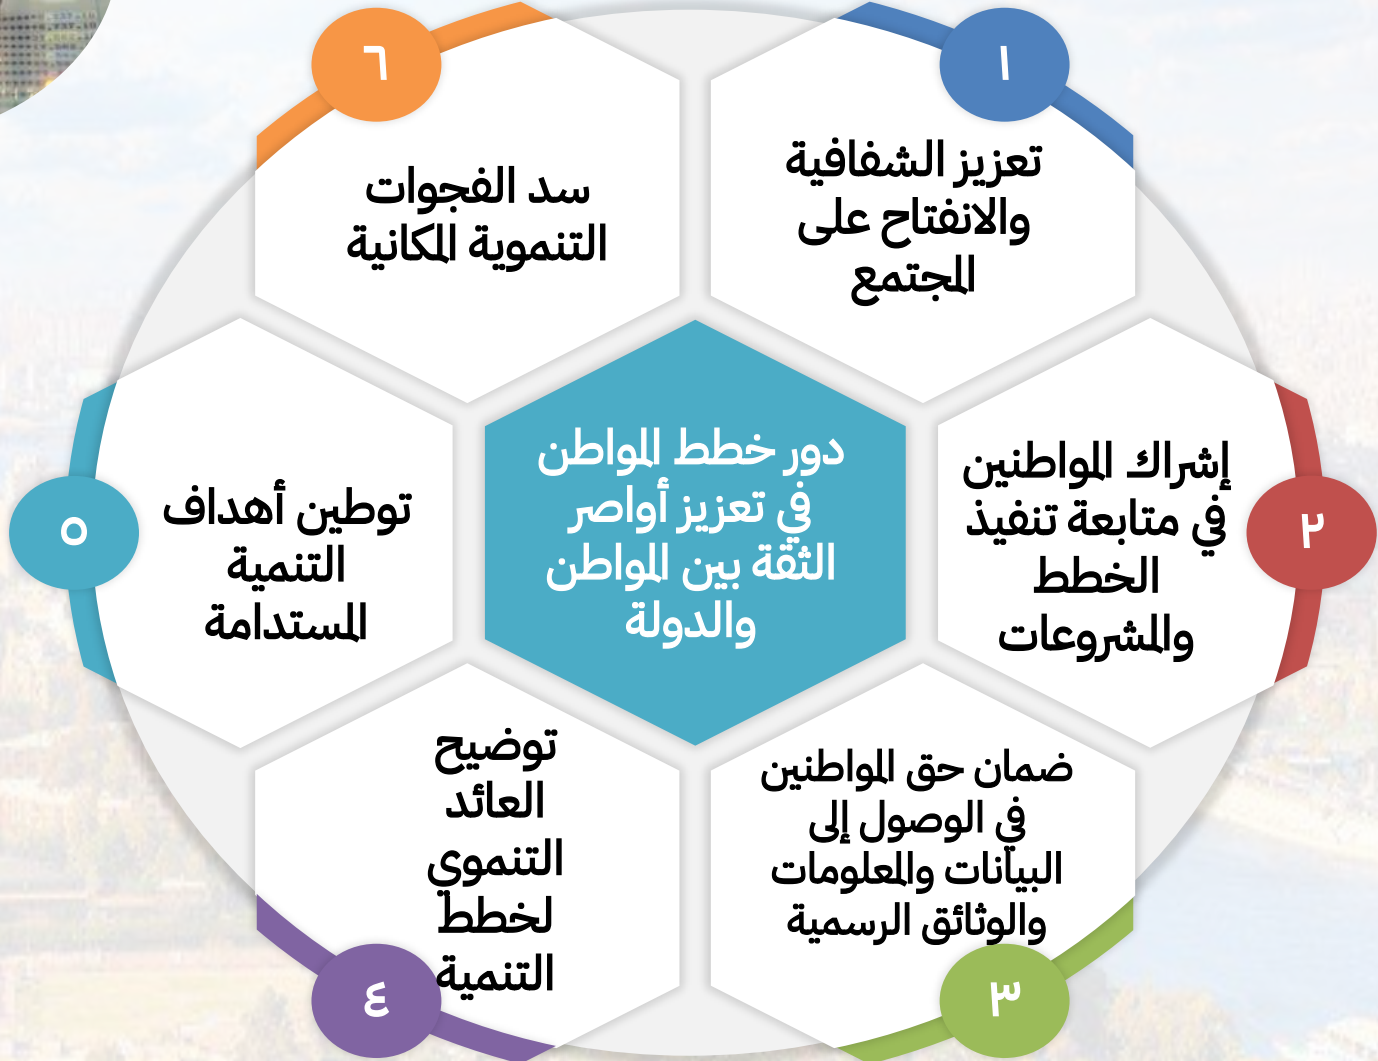 دور خطط المواطن
في تعزيز أواصر
الثقة بين المواطن
والدولة
١
تعزيز الشفافية
والانفتاح على
المجتمع
٢
إشراك المواطنين
في متابعة تنفيذ
الخطط
والمشروعات
٣
ضمان حق المواطنين
في الوصول إلى
البيانات والمعلومات
والوثائق الرسمية
٤
توضيح
العائد
التنموي
لخطط
التنمية
٥
توطين أهداف
التنمية
المستدامة
٦
سد الفجوات
التنموية المكانية